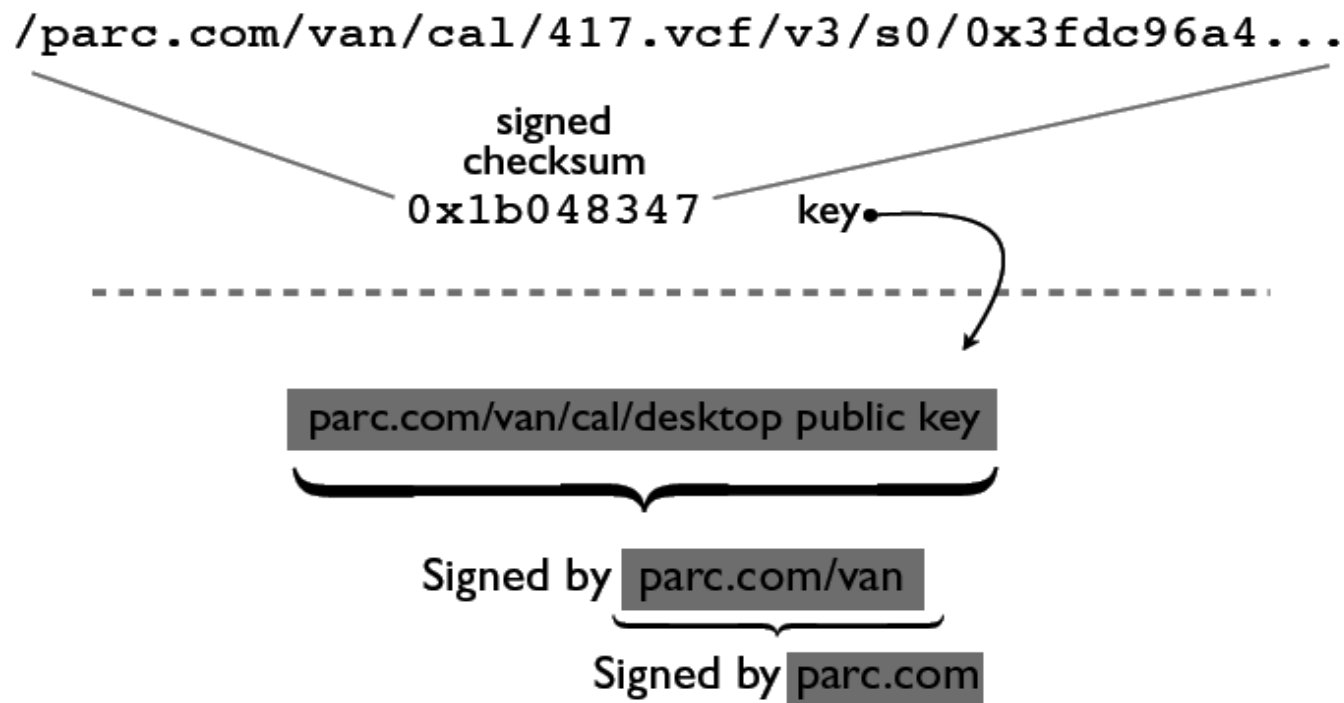 /parc.com/van/cal/417.vcf/v3/s0/0x3fdc96a4...
signed
checksum
0x1b048347 key
parc.com/van/cal/desktop public key
Signed by parc.com/van
Signed by parc.com